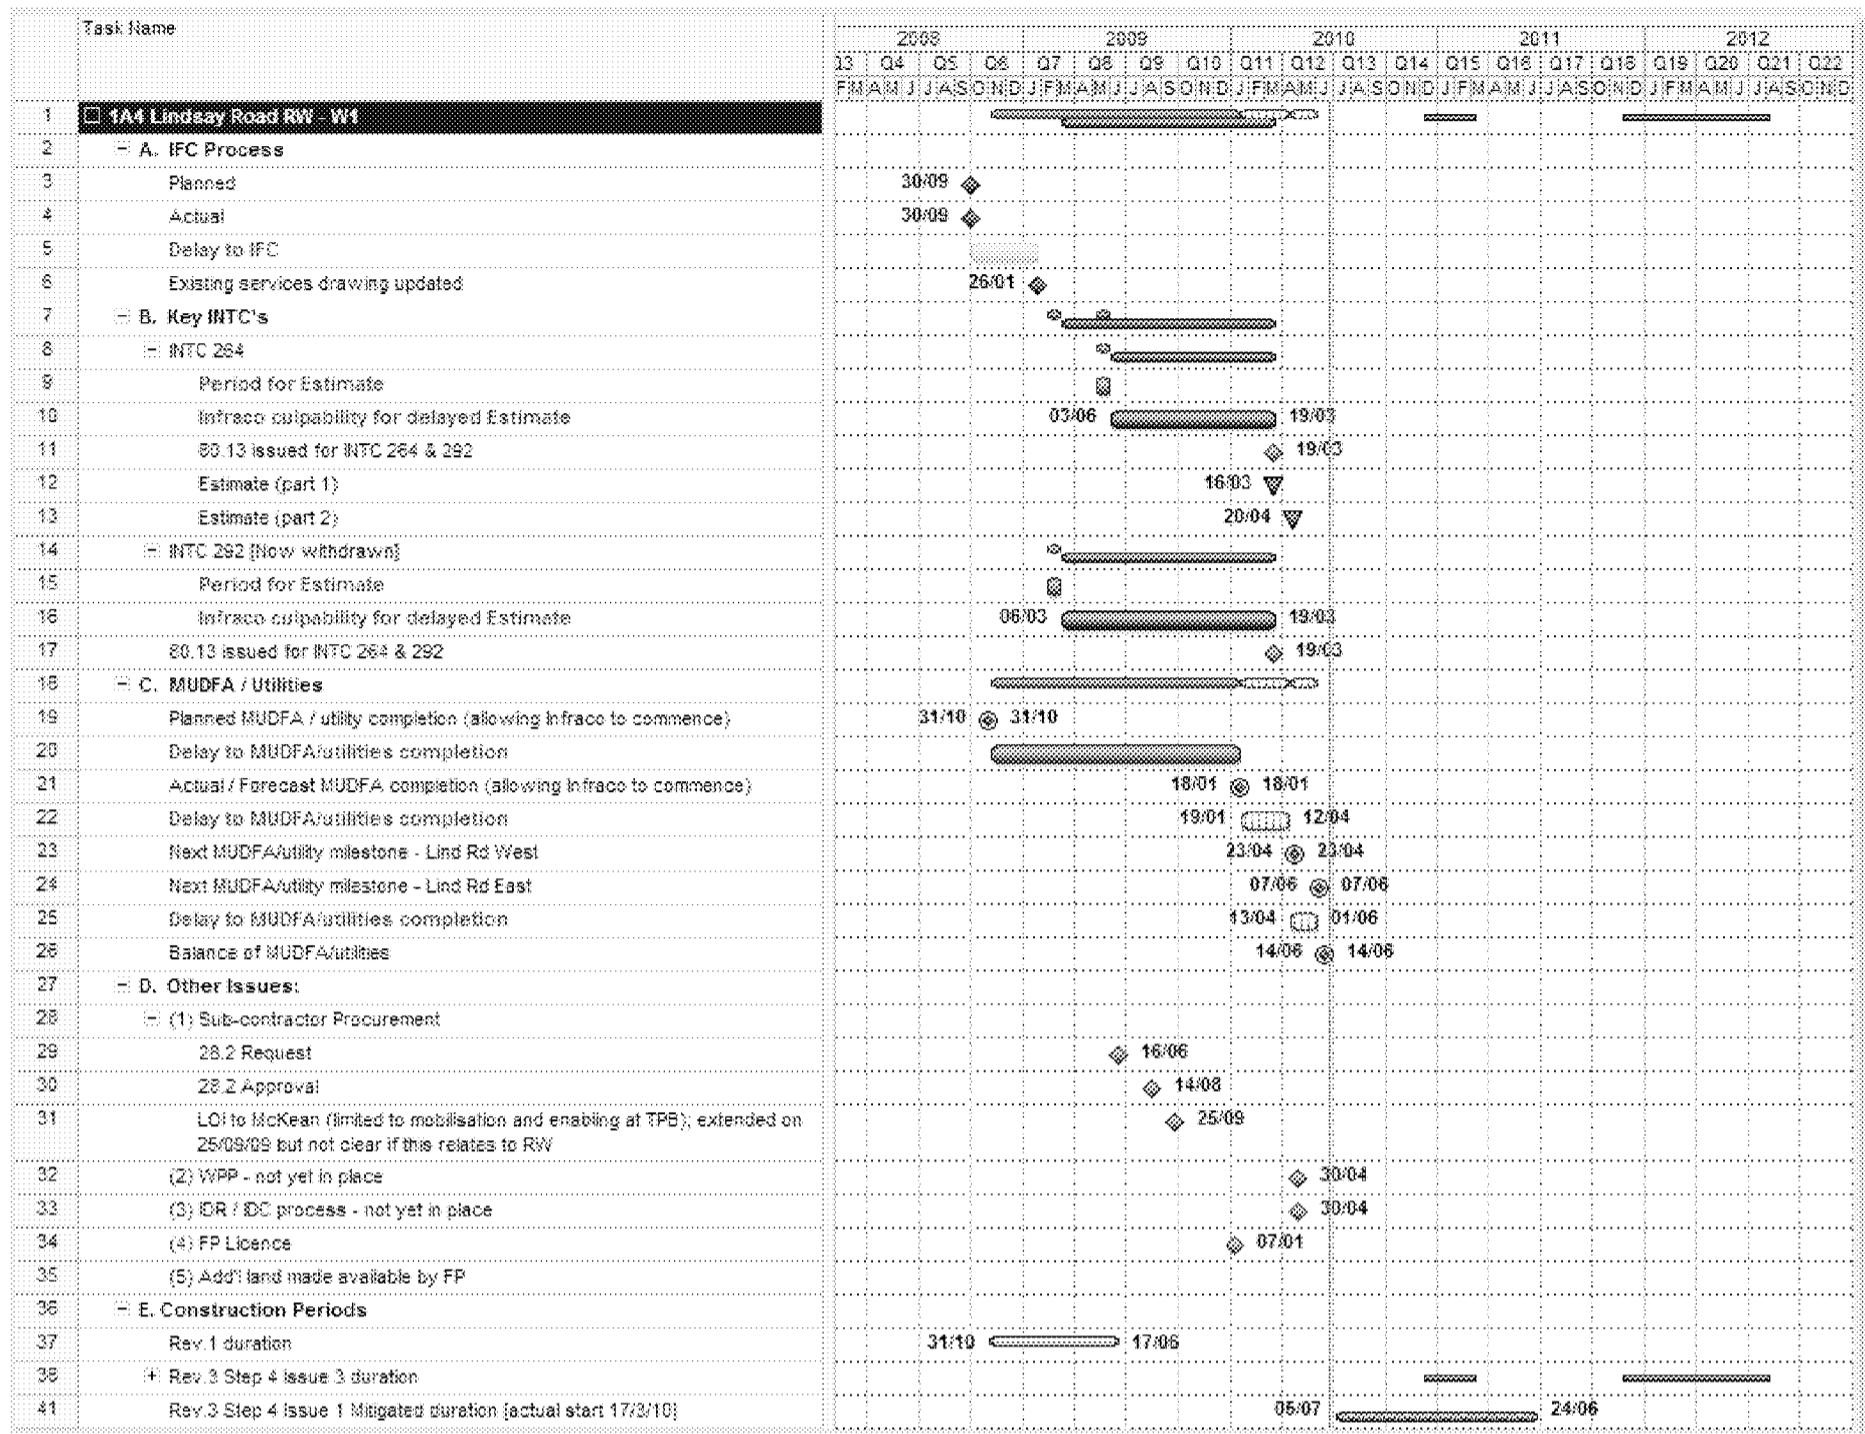 Task Name
2008 2009 2010 2011 2012
Q3 Q4 Q5 Q6 Q7 Q8 Q9 Q10 Q11 Q12 Q13 Q14 Q15 Q16 Q17 Q18 Q19 Q20 Q21 Q22
F M A M J J A S O N D J F M A M J J A S O N D J F M A M J J A S O N D J F M A M J J A S O N D J F M A M J J A S O N D
1 1A4 Lindsay Road RW - W1
2 A. IFC Process
3 Planned 30/09
4 Actual 30/09
5 Delay to IFC
6 Existing services drawing updated 26/01
7 B. Key INTC's
8 INTC 264
9 Period for Estimate
10 Infraco culpability for delayed Estimate 03/06 19/03
11 80.13 issued for INTC 264 & 292 19/03
12 Estimate (part 1) 16/03
13 Estimate (part 2) 20/04
14 INTC 292 [Now withdrawn]
15 Period for Estimate
16 Infraco culpability for delayed Estimate 06/03 19/03
17 80.13 issued for INTC 264 & 292 19/03
18 C. MUDFA / Utilities
19 Planned MUDFA / utility completion (allowing Infraco to commence) 31/10 31/10
20 Delay to MUDFA/utilities completion
21 Actual / Forecast MUDFA completion (allowing Infraco to commence) 18/01 18/01
22 Delay to MUDFA/utilities completion 19/01 12/04
23 Next MUDFA/utility milestone - Lind Rd West 23/04 23/04
24 Next MUDFA/utility milestone - Lind Rd East 07/06 07/06
25 Delay to MUDFA/utilities completion 13/04 01/06
26 Balance of MUDFA/utilities 14/06 14/06
27 D. Other Issues:
28 (1) Sub-contractor Procurement
29 28.2 Request 16/06
30 28.2 Approval 14/08
31 LOI to McKean (limited to mobilisation and enabling at TPB); extended on 25/09
25/09/09 but not clear if this relates to RW
32 (2) WPP - not yet in place 30/04
33 (3) IDR / IDC process - not yet in place 30/04
34 (4) FP Licence 07/01
35 (5) Add'l land made available by FP
36 E. Construction Periods
37 Rev.1 duration 31/10 17/06
38 Rev.3 Step 4 Issue 3 duration
41 Rev.3 Step 4 Issue 1 Mitigated duration [actual start 17/3/10] 05/07 24/06